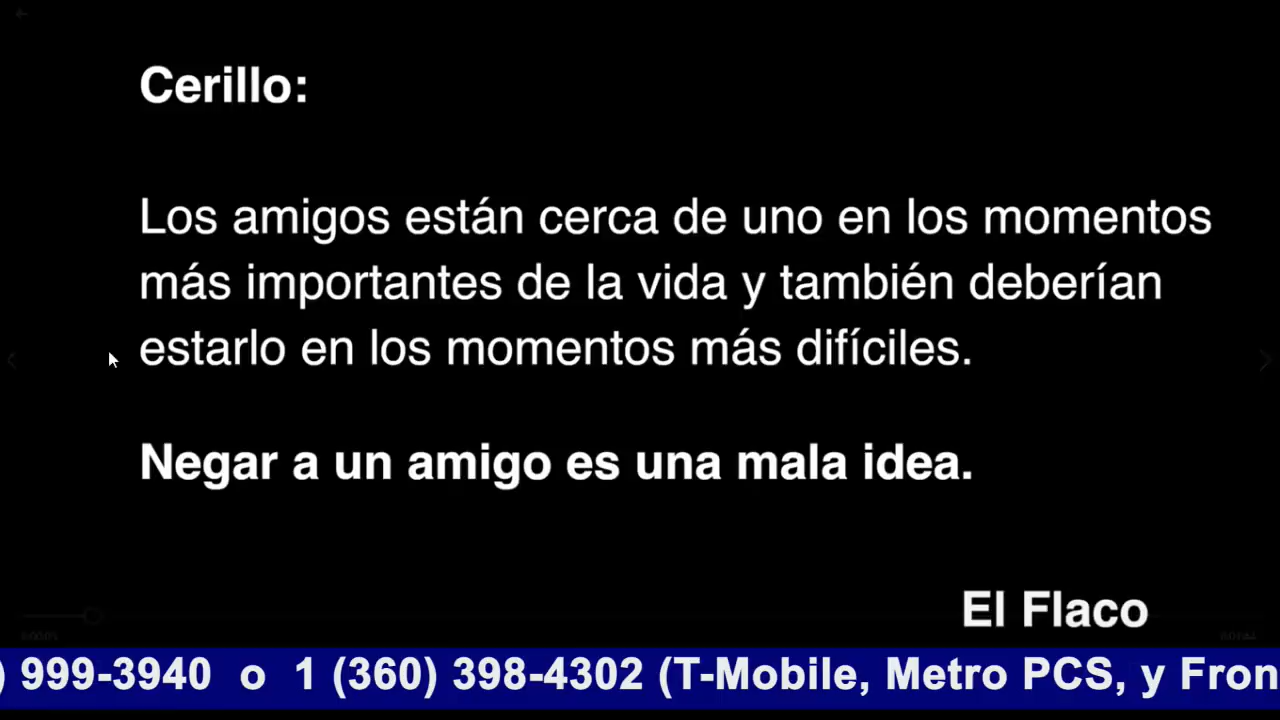 Cerillo:
Los amigos están cerca de uno en los momentos
más importantes de la vida y también deberían
estarlo en los momentos más difíciles.
Negar a un amigo es una mala idea.
El Flaco
) 999-3940 o 1 (360) 398-4302 (T-Mobile, Metro PCS, y Fron